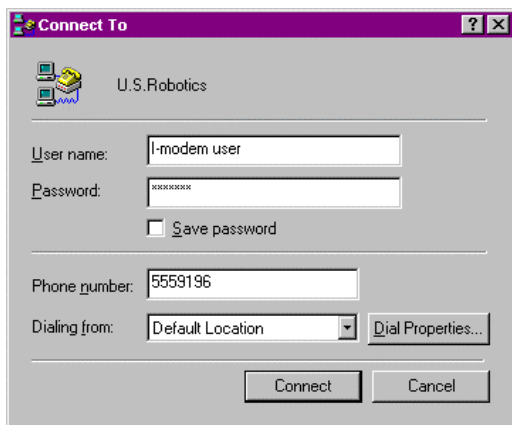 Connect To
U.S.Robotics
User name: I-modem user
Password: *******
Save password
Phone number: 5559196
Dialing from: Default Location Dial Properties...
Connect Cancel